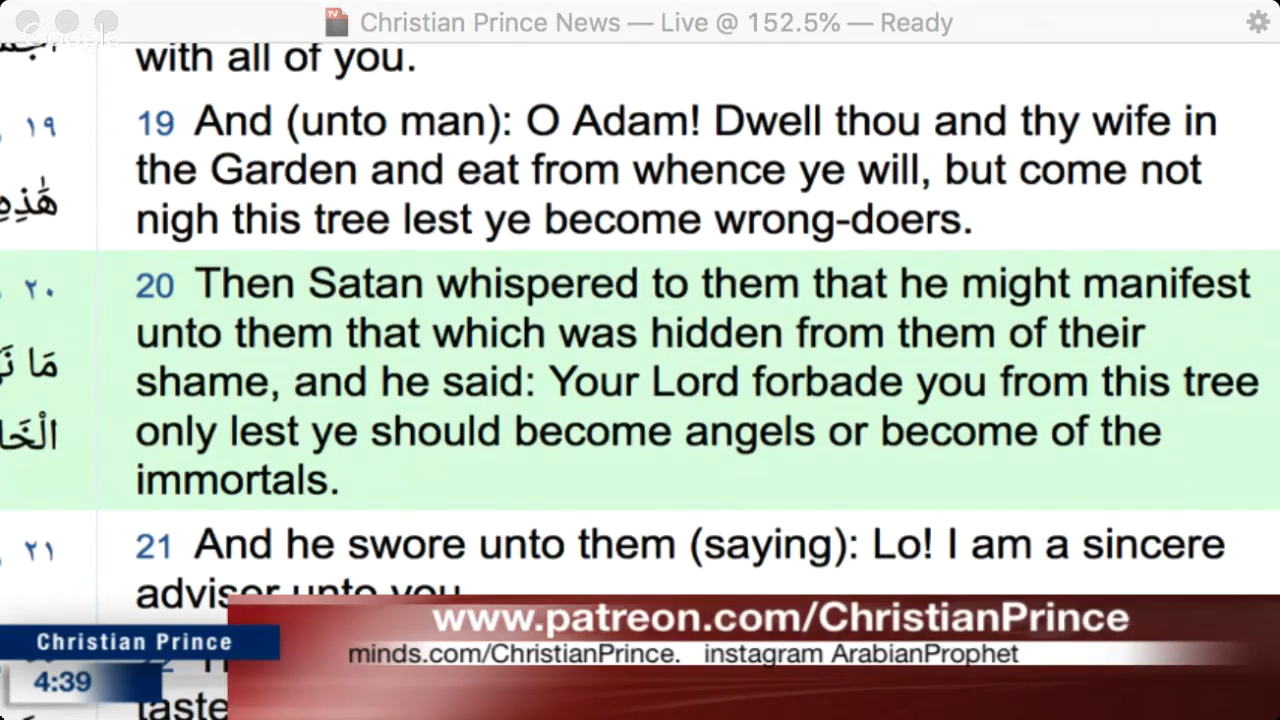 Christian Prince News — Live @ 152.5% — Ready
Google
with all of you.
١٩
19 And (unto man): O Adam! Dwell thou and thy wife in
the Garden and eat from whence ye will, but come not
هَٰذِهِ
nigh this tree lest ye become wrong-doers.
٢٠
20 Then Satan whispered to them that he might manifest
unto them that which was hidden from them of their
مَا
shame, and he said: Your Lord forbade you from this tree
only lest ye should become angels or become of the
immortals.
٢١
21 And he swore unto them (saying): Lo! I am a sincere
advisor unto you.
www.patreon.com/ChristianPrince
Christian Prince
minds.com/ChristianPrince. instagram ArabianProphet
4:39
taste